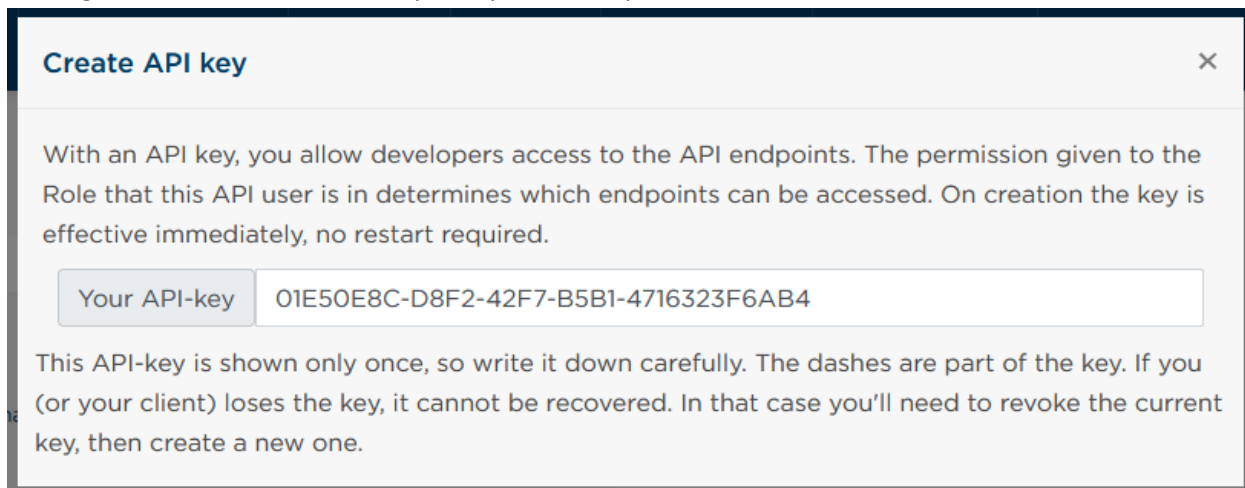 Create API key
×
With an API key, you allow developers access to the API endpoints. The permission given to the
Role that this API user is in determines which endpoints can be accessed. On creation the key is
effective immediately, no restart required.
Your API-key 01E50E8C-D8F2-42F7-B5B1-4716323F6AB4
This API-key is shown only once, so write it down carefully. The dashes are part of the key. If you
(or your client) loses the key, it cannot be recovered. In that case you'll need to revoke the current
key, then create a new one.